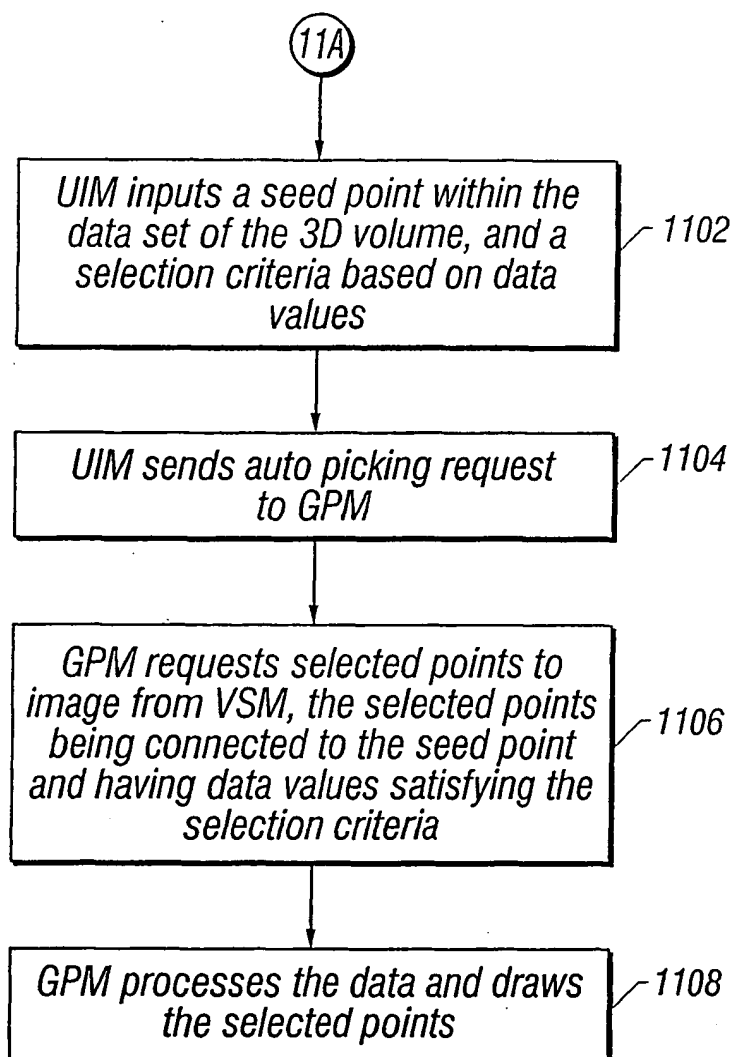 11A
UIM inputs a seed point within the
data set of the 3D volume, and a
selection criteria based on data
values
1102
UIM sends auto picking request
to GPM
1104
GPM requests selected points to
image from VSM, the selected points
being connected to the seed point
and having data values satisfying the
selection criteria
1106
GPM processes the data and draws
the selected points
1108